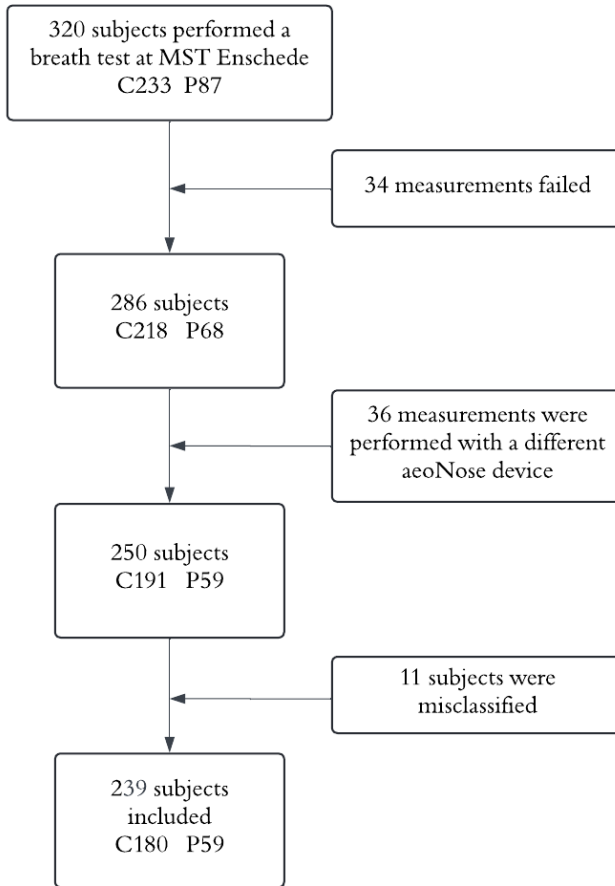 320 subjects performed a
breath test at MST Enschede
C233 P87
34 measurements failed
286 subjects
C218 P68
36 measurements were
performed with a different
aeoNose device
250 subjects
C191 P59
11 subjects were
misclassified
239 subjects
included
C180 P59